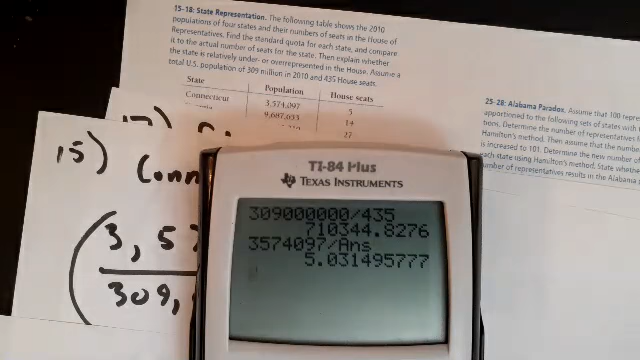 15-18: State Representation. The following table shows the 2010
populations of four states and their numbers of seats in the House of
Representatives. Find the standard quota for each state, and compare
it to the actual number of seats for the state. Then explain whether
the state is relatively under- or overrepresented in the House. Assume a
total U.S. population of 309 million in 2010 and 435 House seats.
State Population House seats
Connecticut 3,574,097 5
9,687,653 14
27
25-28: Alabama Paradox. Assume that 100 repre
apportioned to the following sets of states with
tions. Determine the number of representatives f
Hamilton's method. Then assume that the number
is increased to 101. Determine the new number of
each state using Hamilton's method. State whether
number of representatives results in the Alabama
17)
15) Conn
3, 57
309,
TI-84 Plus
TEXAS INSTRUMENTS
309000000/435
710344.8276
3574097/Ans
5.031495777